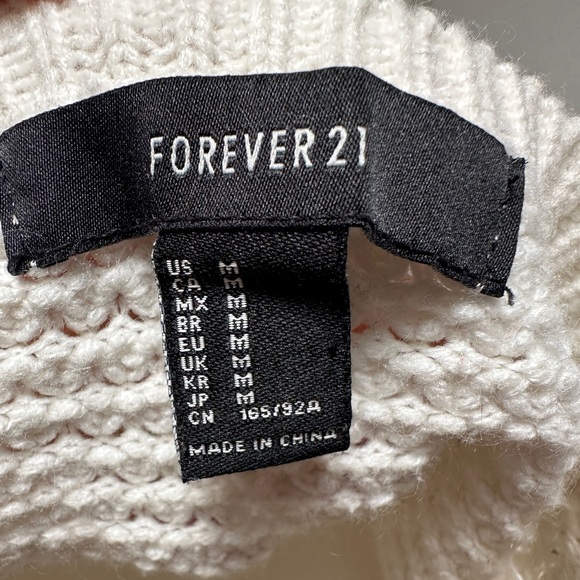 FOREVER 21
US M
CA M
MX M
BR M
EU M
UK M
KR M
JP M
CN 165/92A
MADE IN CHINA